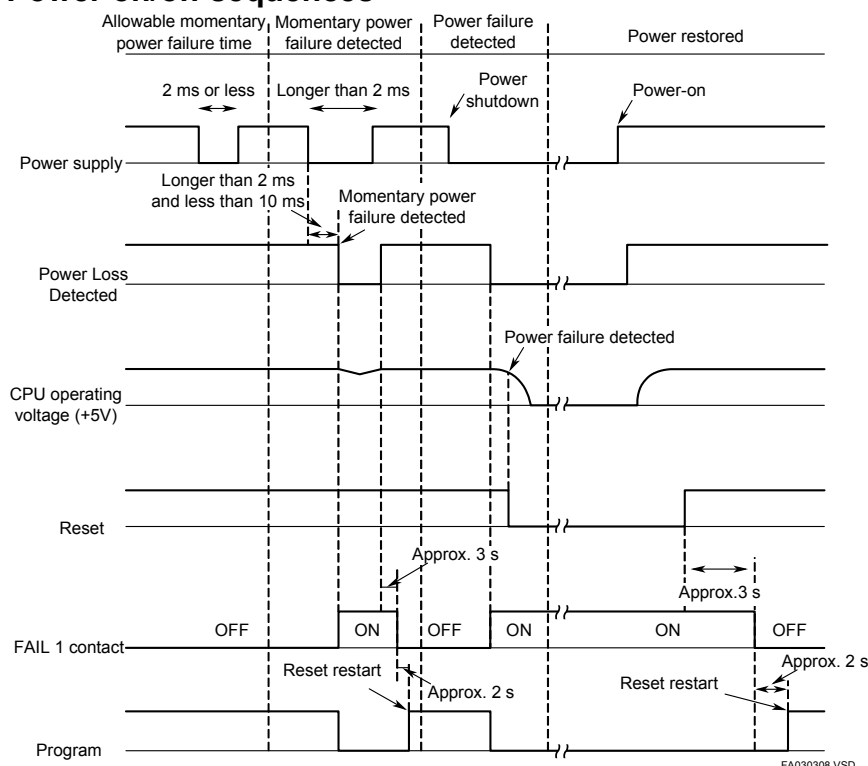 Allowable momentary
power failure time
Momentary power
failure detected
Power failure
detected
Power restored
2 ms or less
Longer than 2 ms
Power
shutdown
Power-on
Power supply
Longer than 2 ms
and less than 10 ms
Momentary power
failure detected
Power Loss
Detected
Power failure detected
CPU operating
voltage (+5V)
Reset
Approx. 3 s
Approx.3 s
OFF
ON
OFF
ON
ON
OFF
FAIL 1 contact
Reset restart
Approx. 2 s
Reset restart
Approx. 2 s
Program
FA030308.VSD